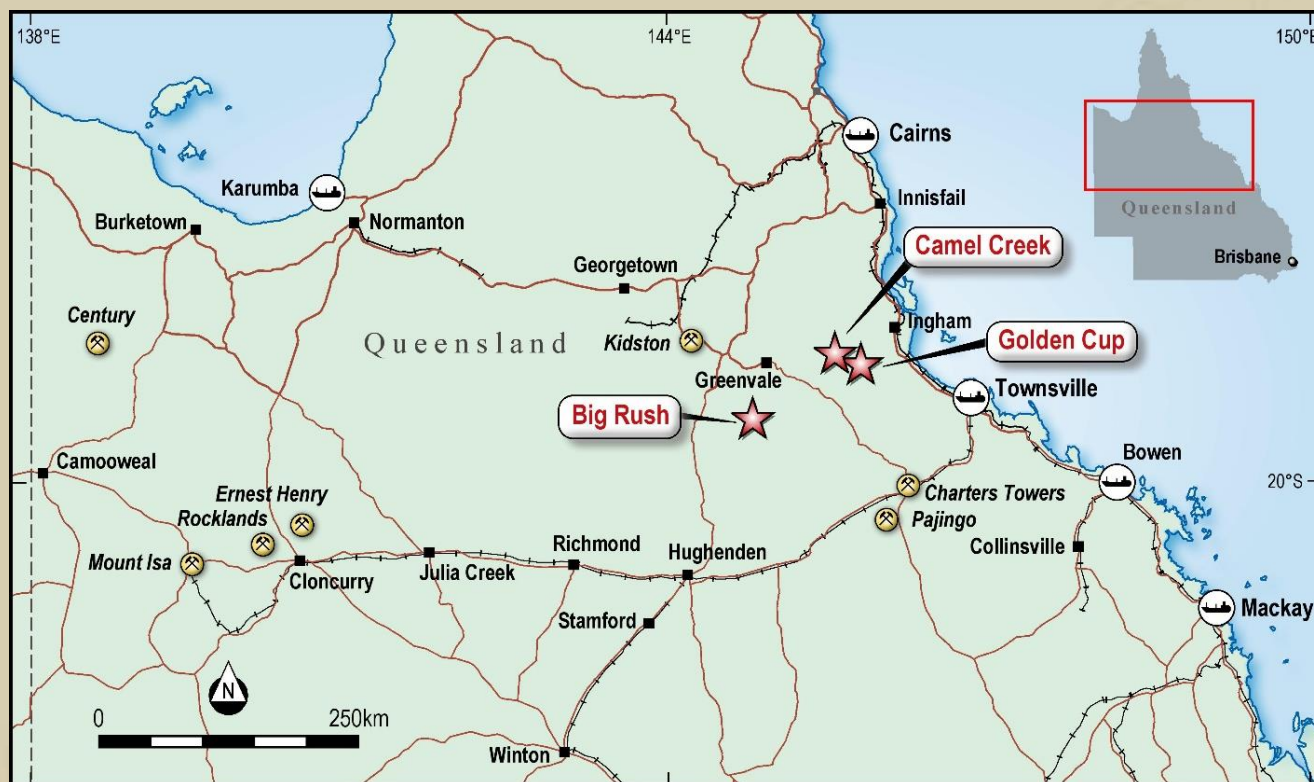 138°E
144°E
150°E
Cairns
Karumba
Innisfail
Burketown
Normanton
Queensland
Camel Creek
Brisbane
Georgetown
Century
Ingham
Queensland
Kidston
Golden Cup
Greenvale
Townsville
Big Rush
Camooweal
Bowen
Ernest Henry
Rocklands
Charters Towers
20°S
Pajingo
Mount Isa
Richmond
Hughenden
Collinsville
Cloncurry
Julia Creek
Stamford
Mackay
N
0
250km
Winton